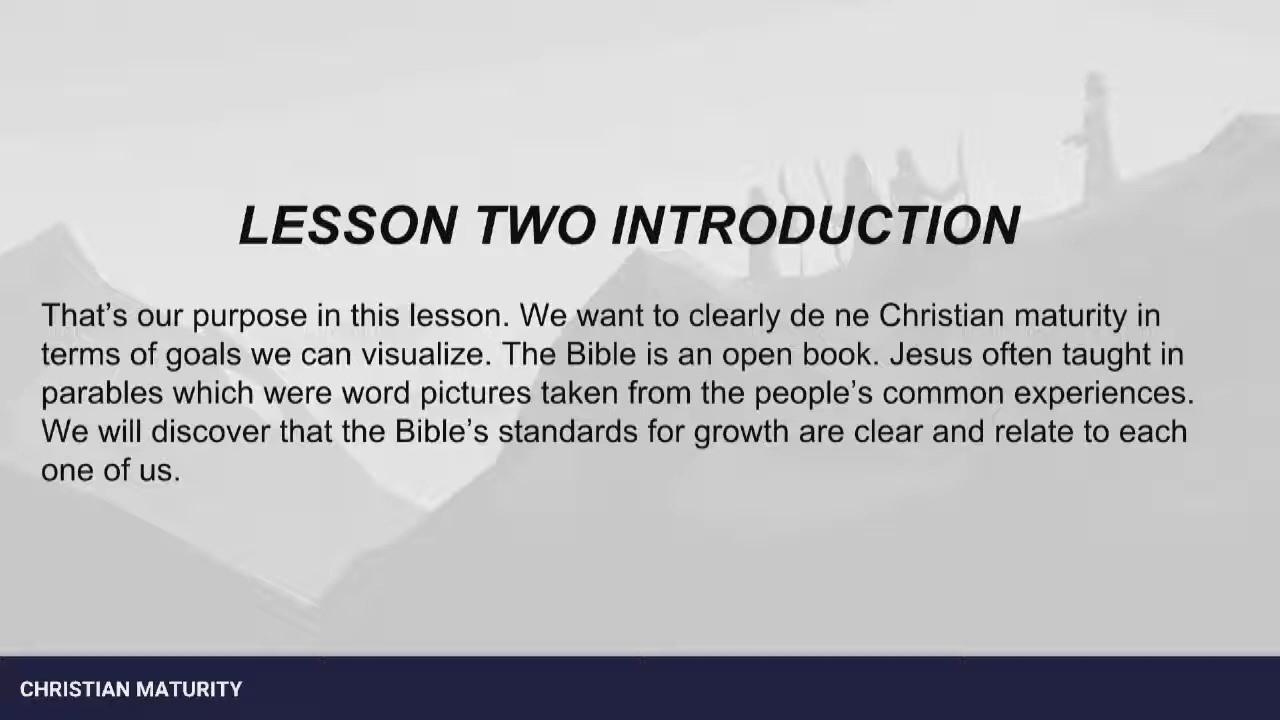 LESSON TWO INTRODUCTION
That’s our purpose in this lesson. We want to clearly de ne Christian maturity in
terms of goals we can visualize. The Bible is an open book. Jesus often taught in
parables which were word pictures taken from the people’s common experiences.
We will discover that the Bible’s standards for growth are clear and relate to each
one of us.
CHRISTIAN MATURITY